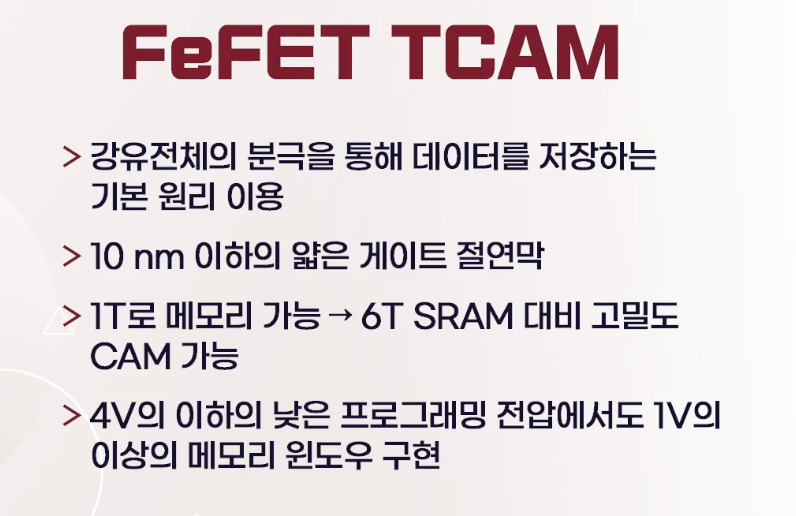 FeFET TCAM
> 강유전체의 분극을 통해 데이터를 저장하는
기본 원리 이용
> 10 nm 이하의 얇은 게이트 절연막
> 1T로 메모리 가능 → 6T SRAM 대비 고밀도
CAM 가능
> 4V의 이하의 낮은 프로그래밍 전압에서도 1V의
이상의 메모리 윈도우 구현